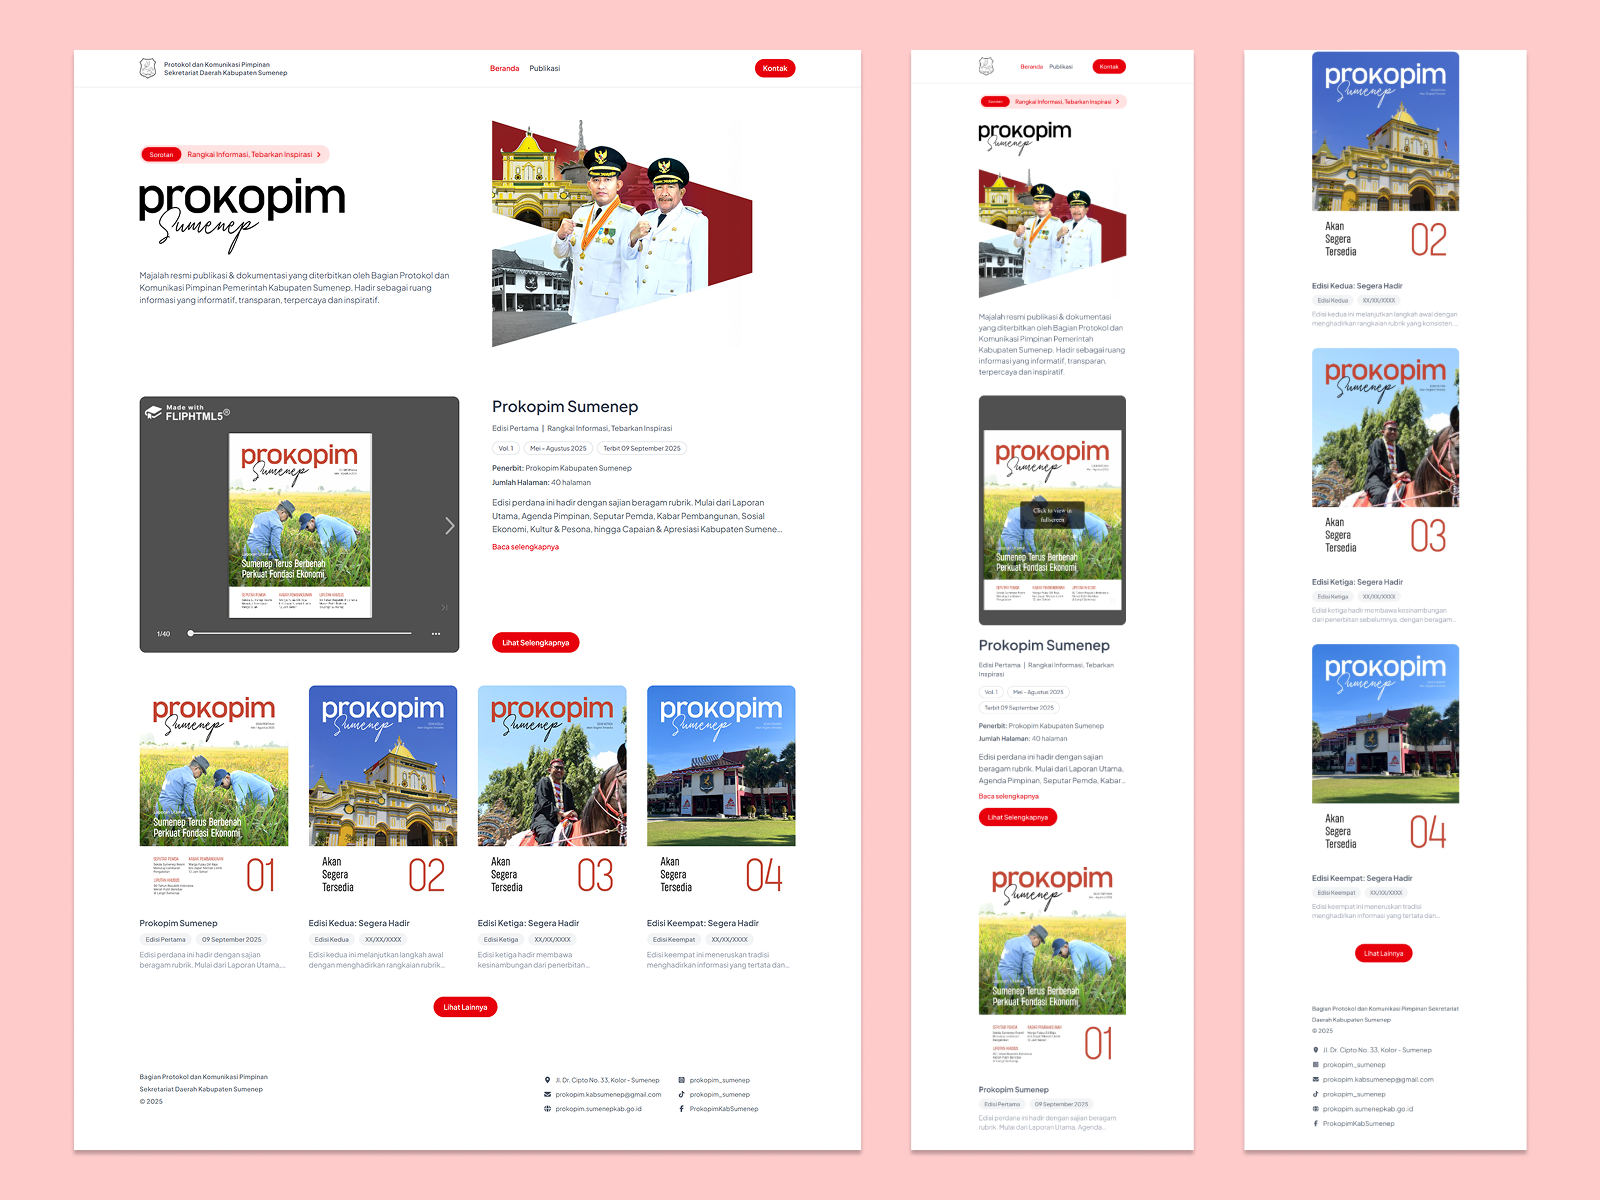 Protokol dan Komunikasi Pimpinan
Sekretariat Daerah Kabupaten Sumenep
Beranda
Publikasi
Kontak
Sorotan
Rangkai Informasi, Tebarkan Inspirasi
prokopim
Sumenep
Majalah resmi publikasi & dokumentasi yang diterbitkan oleh Bagian Protokol dan
Komunikasi Pimpinan Pemerintah Kabupaten Sumenep. Hadir sebagai ruang
informasi yang informatif, transparan, terpercaya dan inspiratif.
Made with
FLIPHTML5®
prokopim
Sumenep
Laporan Utama
Sumenep Terus Berbenah
Perkuat Fondasi Ekonomi
1/40
Prokopim Sumenep
Edisi Pertama | Rangkai Informasi, Tebarkan Inspirasi
Vol. 1
Mei – Agustus 2025
Terbit 09 September 2025
Penerbit: Prokopim Kabupaten Sumenep
Jumlah Halaman: 40 halaman
Edisi perdana ini hadir dengan sajian beragam rubrik. Mulai dari Laporan
Utama, Agenda Pimpinan, Seputar Pemda, Kabar Pembangunan, Sosial
Ekonomi, Kultur & Pesona, hingga Capaian & Apresiasi Kabupaten Sumene...
Baca selengkapnya
Lihat Selengkapnya
prokopim
Sumenep
Laporan Utama
Sumenep Terus Berbenah
Perkuat Fondasi Ekonomi
SEPUTAR PEMDA
KABAR PEMBANGUNAN
LIPUTAN KHUSUS
01
Prokopim Sumenep
Edisi Pertama
09 September 2025
Edisi perdana ini hadir dengan sajian
beragam rubrik. Mulai dari Laporan Utama,...
prokopim
Sumenep
Akan
Segera
Tersedia
02
Edisi Kedua: Segera Hadir
Edisi Kedua
XX/XX/XXXX
Edisi kedua ini melanjutkan langkah awal
dengan menghadirkan rangkaian rubrik...
prokopim
Sumenep
Akan
Segera
Tersedia
03
Edisi Ketiga: Segera Hadir
Edisi Ketiga
XX/XX/XXXX
Edisi ketiga hadir membawa
kesinambungan dari penerbitan...
prokopim
Sumenep
Akan
Segera
Tersedia
04
Edisi Keempat: Segera Hadir
Edisi Keempat
XX/XX/XXXX
Edisi keempat ini meneruskan tradisi
menghadirkan informasi yang tertata dan...
Lihat Lainnya
Bagian Protokol dan Komunikasi Pimpinan
Sekretariat Daerah Kabupaten Sumenep
© 2025
Jl. Dr. Cipto No. 33, Kolor - Sumenep
prokopim.kabsumenep@gmail.com
prokopim.sumenepkab.go.id
prokopim_sumenep
prokopim_sumenep
ProkopimKabSumenep
Beranda
Publikasi
Kontak
Sorotan
Rangkai Informasi, Tebarkan Inspirasi
prokopim
Sumenep
Majalah resmi publikasi & dokumentasi
yang diterbitkan oleh Bagian Protokol dan
Komunikasi Pimpinan Pemerintah
Kabupaten Sumenep. Hadir sebagai ruang
informasi yang informatif, transparan,
terpercaya dan inspiratif.
prokopim
Sumenep
Click to view in
fullscreen
Laporan Utama
Sumenep Terus Berbenah
Perkuat Fondasi Ekonomi
Prokopim Sumenep
Edisi Pertama | Rangkai Informasi, Tebarkan
Inspirasi
Vol. 1
Mei – Agustus 2025
Terbit 09 September 2025
Penerbit: Prokopim Kabupaten Sumenep
Jumlah Halaman: 40 halaman
Edisi perdana ini hadir dengan sajian
beragam rubrik. Mulai dari Laporan Utama,
Agenda Pimpinan, Seputar Pemda, Kabar...
Baca selengkapnya
Lihat Selengkapnya
prokopim
Sumenep
Laporan Utama
Sumenep Terus Berbenah
Perkuat Fondasi Ekonomi
SEPUTAR PEMDA
KABAR PEMBANGUNAN
LIPUTAN KHUSUS
01
Prokopim Sumenep
Edisi Pertama
09 September 2025
Edisi perdana ini hadir dengan sajian beragam
rubrik. Mulai dari Laporan Utama, Agenda...
prokopim
Sumenep
Akan
Segera
Tersedia
02
Edisi Kedua: Segera Hadir
Edisi Kedua
XX/XX/XXXX
Edisi kedua ini melanjutkan langkah awal dengan
menghadirkan rangkaian rubrik yang konsisten...
prokopim
Sumenep
Akan
Segera
Tersedia
03
Edisi Ketiga: Segera Hadir
Edisi Ketiga
XX/XX/XXXX
Edisi ketiga hadir membawa kesinambungan
dari penerbitan sebelumnya, dengan beragam...
prokopim
Sumenep
Akan
Segera
Tersedia
04
Edisi Keempat: Segera Hadir
Edisi Keempat
XX/XX/XXXX
Edisi keempat ini meneruskan tradisi
menghadirkan informasi yang tertata dan...
Lihat Lainnya
Bagian Protokol dan Komunikasi Pimpinan Sekretariat
Daerah Kabupaten Sumenep
© 2025
Jl. Dr. Cipto No. 33, Kolor - Sumenep
prokopim_sumenep
prokopim.kabsumenep@gmail.com
prokopim_sumenep
prokopim.sumenepkab.go.id
ProkopimKabSumenep